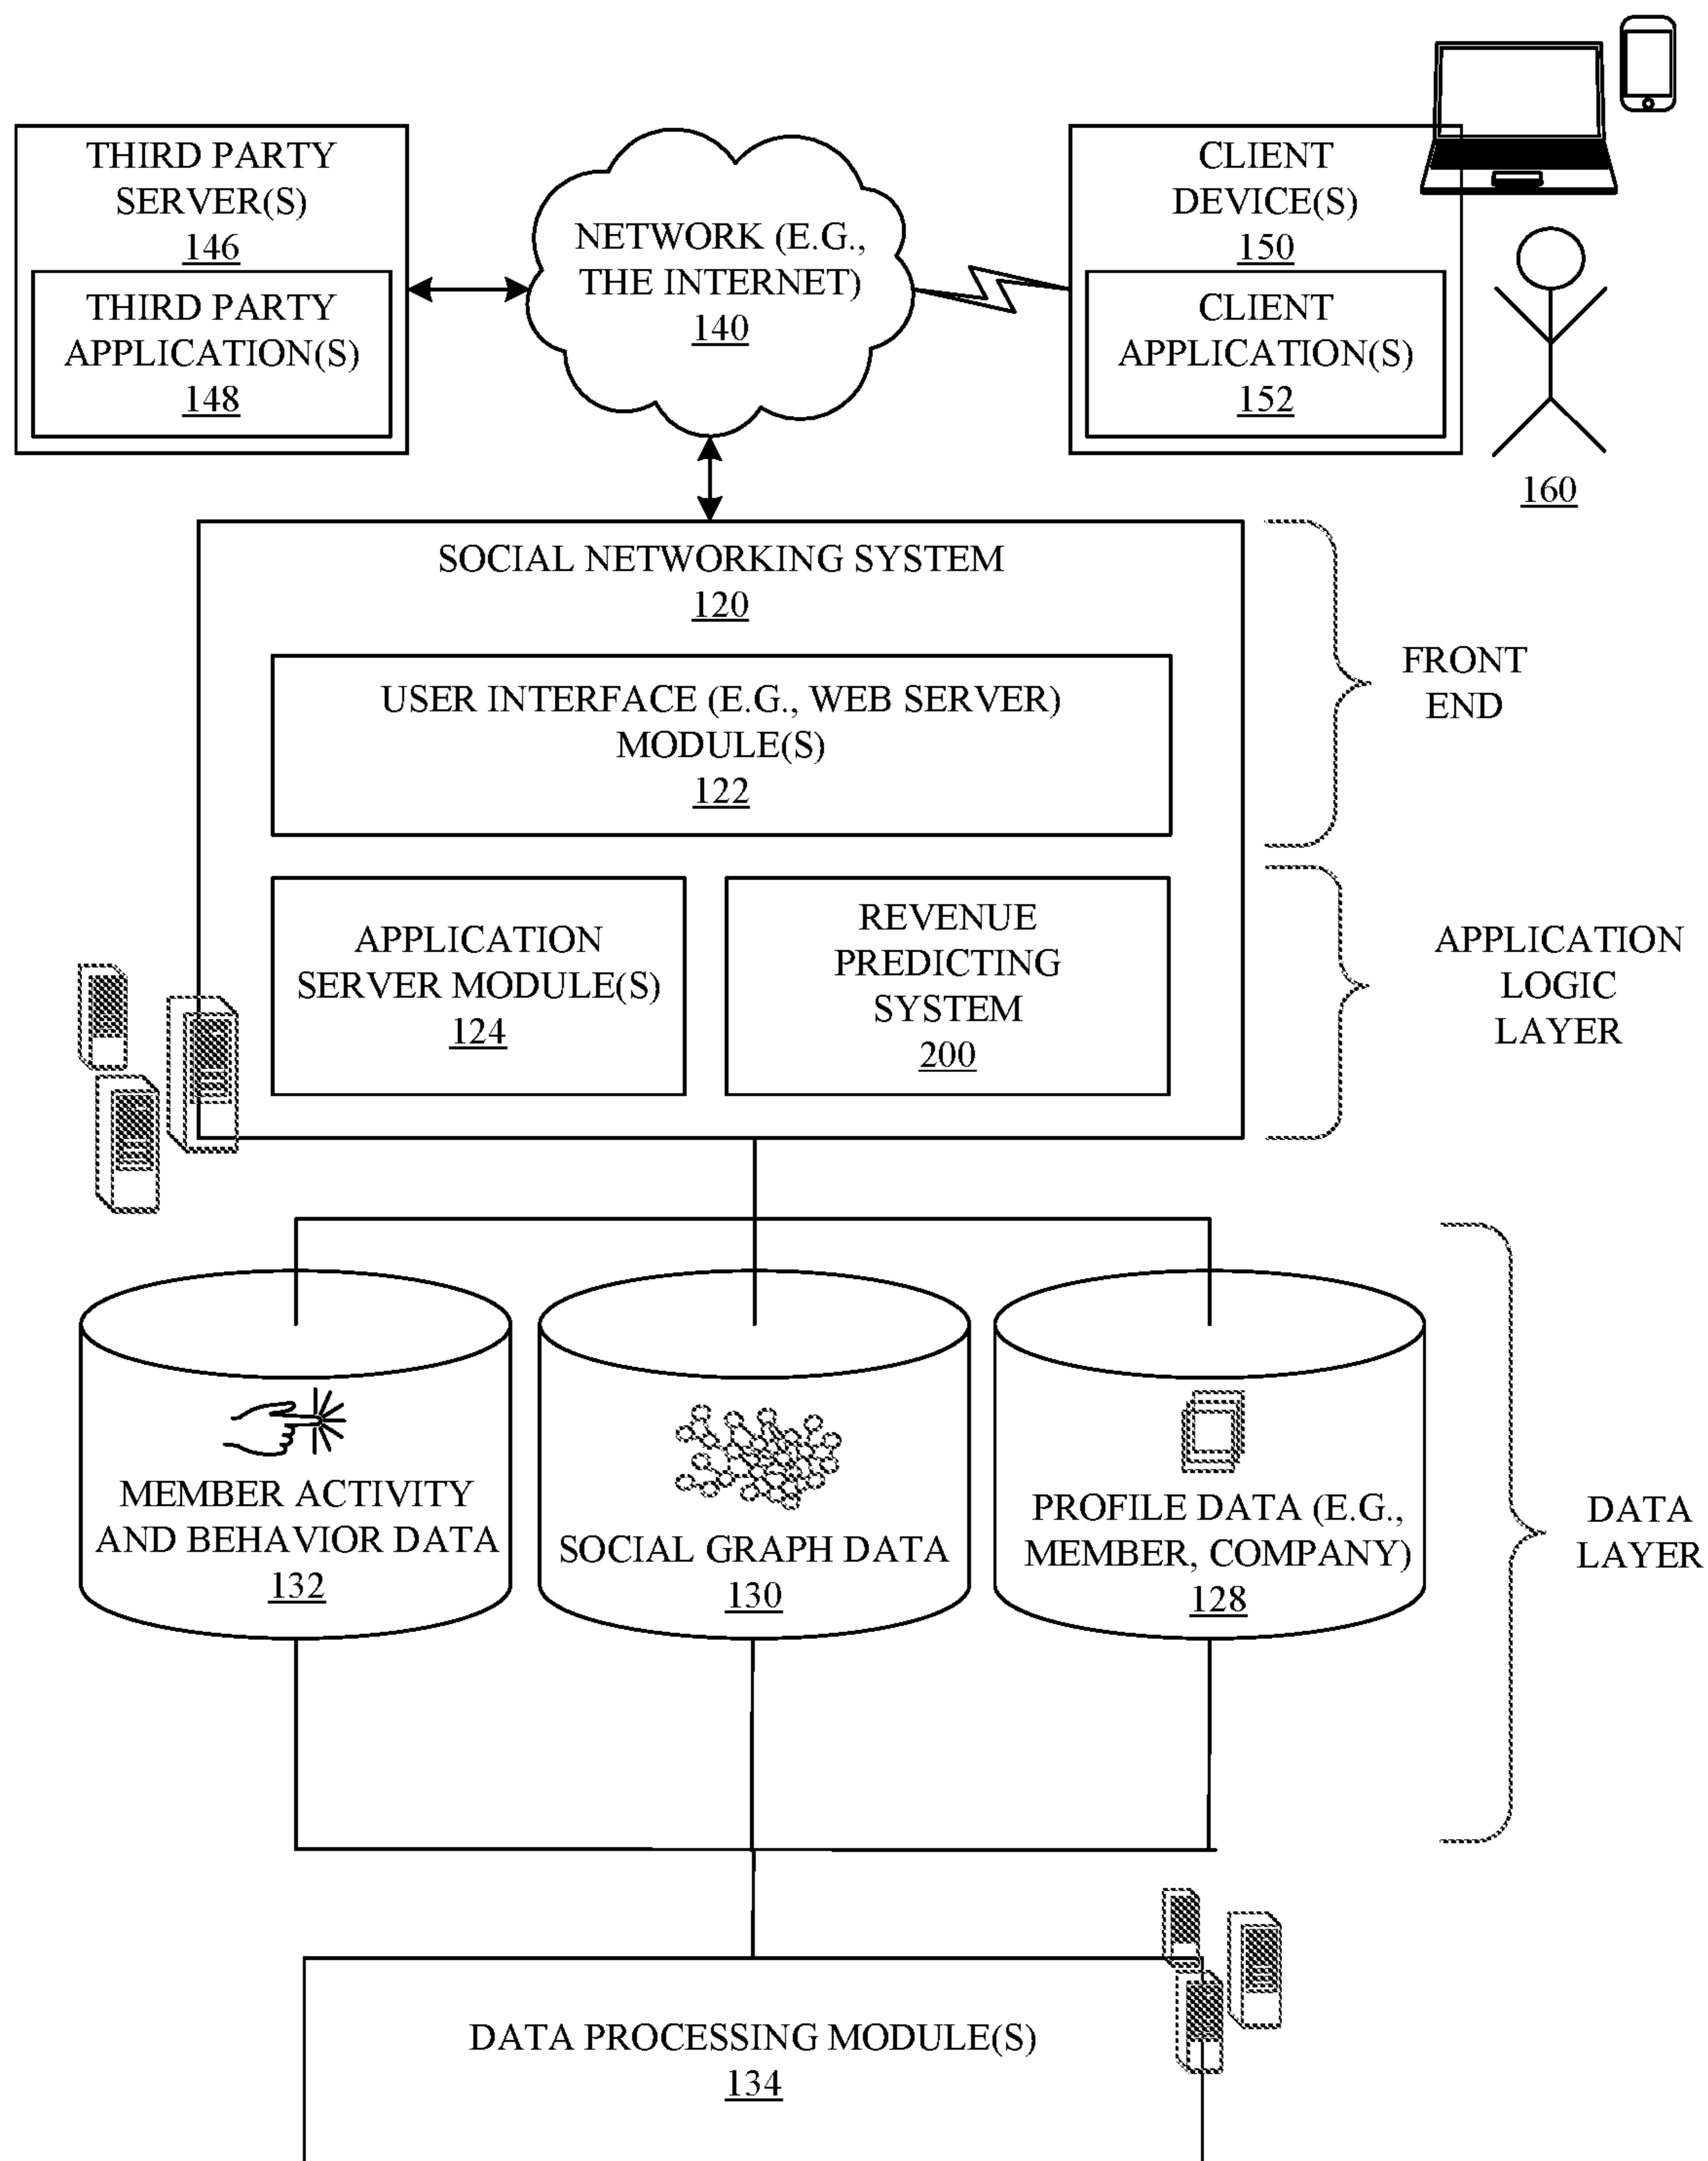 THIRD PARTY
SERVER(S)
146
THIRD PARTY
APPLICATION(S)
148
NETWORK (E.G.,
THE INTERNET)
140
CLIENT
DEVICE(S)
150
CLIENT
APPLICATION(S)
152
160
SOCIAL NETWORKING SYSTEM
120
USER INTERFACE (E.G., WEB SERVER)
MODULE(S)
122
FRONT
END
APPLICATION
SERVER MODULE(S)
124
REVENUE
PREDICTING
SYSTEM
200
APPLICATION
LOGIC
LAYER
MEMBER ACTIVITY
AND BEHAVIOR DATA
132
SOCIAL GRAPH DATA
130
PROFILE DATA (E.G.,
MEMBER, COMPANY)
128
DATA
LAYER
DATA PROCESSING MODULE(S)
134